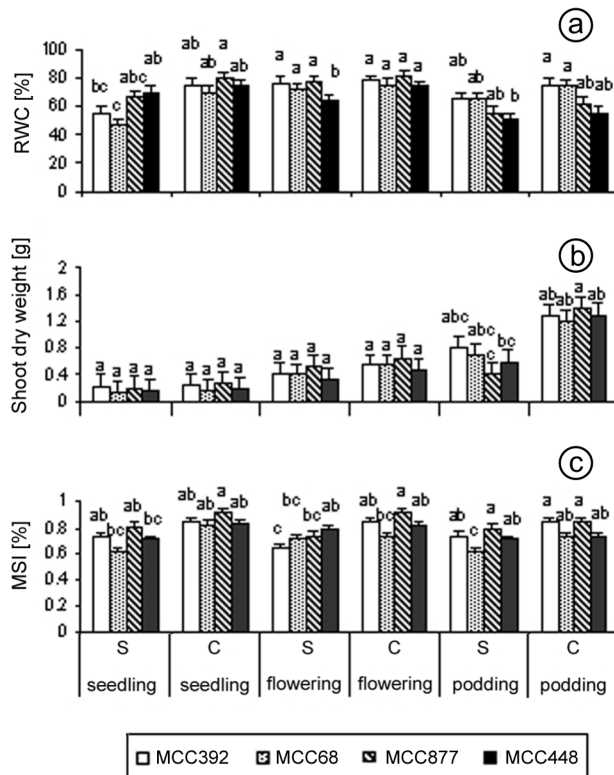 a
RWC [%]
100
80
60
40
20
0
bc c abc ab
ab ab a ab
a a a b
a a a a
ab ab ab b
a a ab ab
b
Shoot dry weight [g]
2
1.6
1.2
0.8
0.4
0
a a a a
a a a a
a a a a
a a a a
abc abc c bc
ab ab a ab
c
MSI [%]
1
0.8
0.6
0.4
0.2
0
ab bc ab bc
ab ab a ab
c bc bc ab
ab bc a ab
ab c a ab
a ab a ab
S C S C S C
seedling seedling flowering flowering podding podding
MCC392 MCC68 MCC877 MCC448